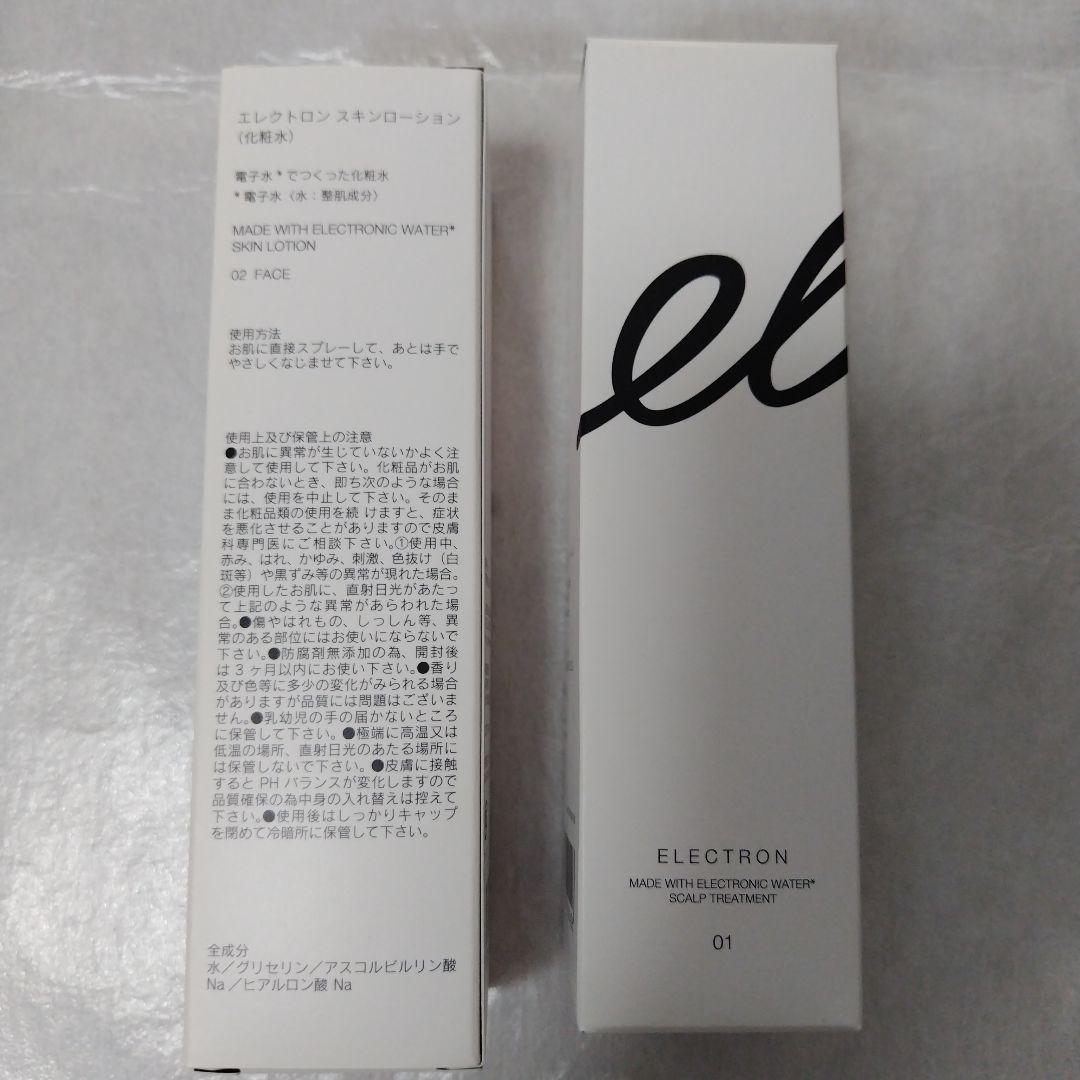 エレクトロン スキンローション
（化粧水）
電子水*でつくった化粧水
*電子水〈水：整肌成分〉
MADE WITH ELECTRONIC WATER*
SKIN LOTION
02 FACE
使用方法
お肌に直接スプレーして、あとは手で
やさしくなじませて下さい。
使用上及び保管上の注意
●お肌に異常が生じていないかよく注
意して使用して下さい。化粧品がお肌
に合わないとき、即ち次のような場合
には、使用を中止して下さい。そのま
ま化粧品類の使用を続 けますと、症状
を悪化させることがありますので皮膚
科専門医にご相談下さい。①使用中、
赤み、はれ、かゆみ、刺激、色抜け（白
斑等）や黒ずみ等の異常が現れた場合。
②使用したお肌に、直射日光があたっ
て上記のような異常があらわれた場
合。●傷やはれもの、しっしん等、異
常のある部位にはお使いにならないで
下さい。●防腐剤無添加の為、開封後
は 3 ヶ月以内にお使い下さい。●香り
及び色等に多少の変化がみられる場合
がありますが品質には問題はございま
せん。●乳幼児の手の届かないところ
に保管して下さい。●極端に高温又は
低温の場所、直射日光のあたる場所に
は保管しないで下さい。●皮膚に接触
すると PH バランスが変化しますので
品質確保の為中身の入れ替えは控えて
下さい。●使用後はしっかりキャップ
を閉めて冷暗所に保管して下さい。
全成分
水／グリセリン／アスコルビルリン酸
Na／ヒアルロン酸 Na
el
ELECTRON
MADE WITH ELECTRONIC WATER*
SCALP TREATMENT
01